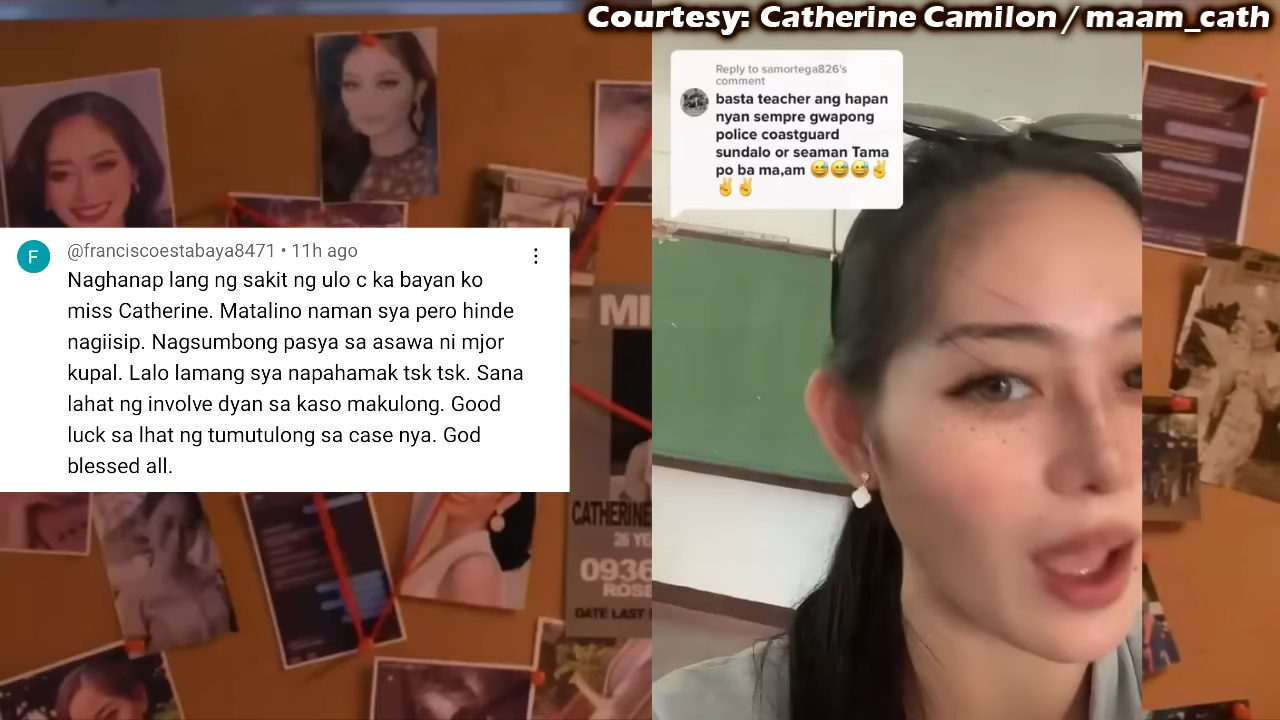 Courtesy: Catherine Camilon / maam_cath
Reply to samortega826's
comment
basta teacher ang hapan
nyan sempre gwapong
police coastguard
sundalo or seaman Tama
po ba ma,am 😅😅😅✌
✌✌
F
@franciscoestabaya8471 • 11h ago
Naghanap lang ng sakit ng ulo c ka bayan ko
miss Catherine. Matalino naman sya pero hinde
nagiisip. Nagsumbong pasya sa asawa ni mjor
kupal. Lalo lamang sya napahamak tsk tsk. Sana
lahat ng involve dyan sa kaso makulong. Good
luck sa lhat ng tumutulong sa case nya. God
blessed all.
MI
CATHERINE
26 YE
0936
ROSE
DATE LAST